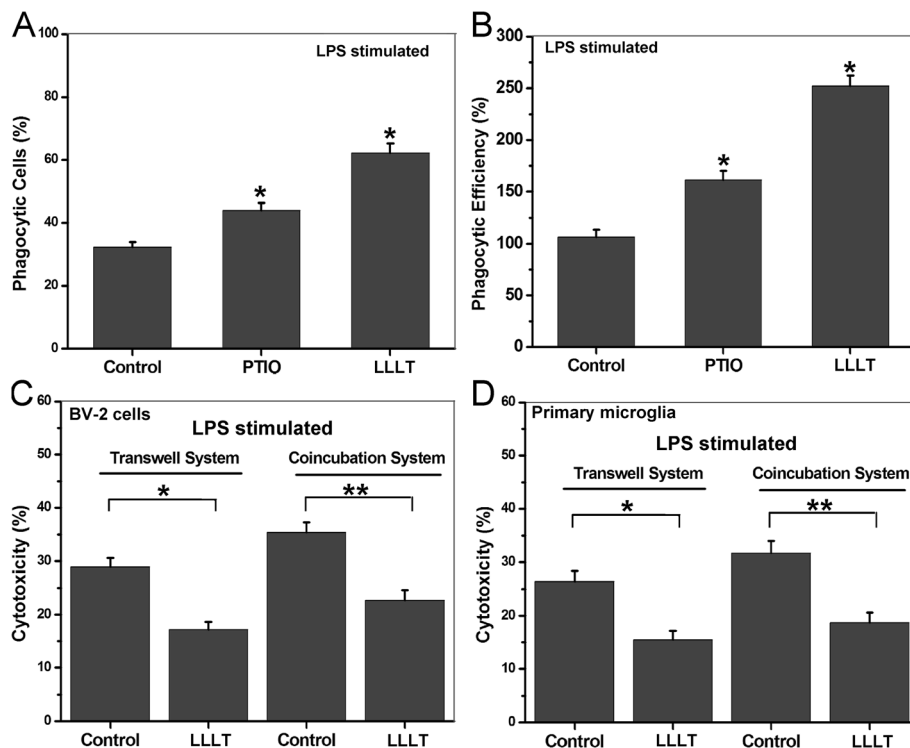 A
LPS stimulated
Phagocytic Cells (%)
100
80
60
40
20
0
*
*
Control PTIO LLLT
B
LPS stimulated
Phagocytic Efficiency (%)
300
250
200
150
100
50
0
*
*
Control PTIO LLLT
C
BV-2 cells
LPS stimulated
Transwell System Coincubation System
* **
Cytotoxicity (%)
60
50
40
30
20
10
0
Control LLLT Control LLLT
D
Primary microglia
LPS stimulated
Transwell System Coincubation System
* **
Cytotoxicity (%)
60
50
40
30
20
10
0
Control LLLT Control LLLT